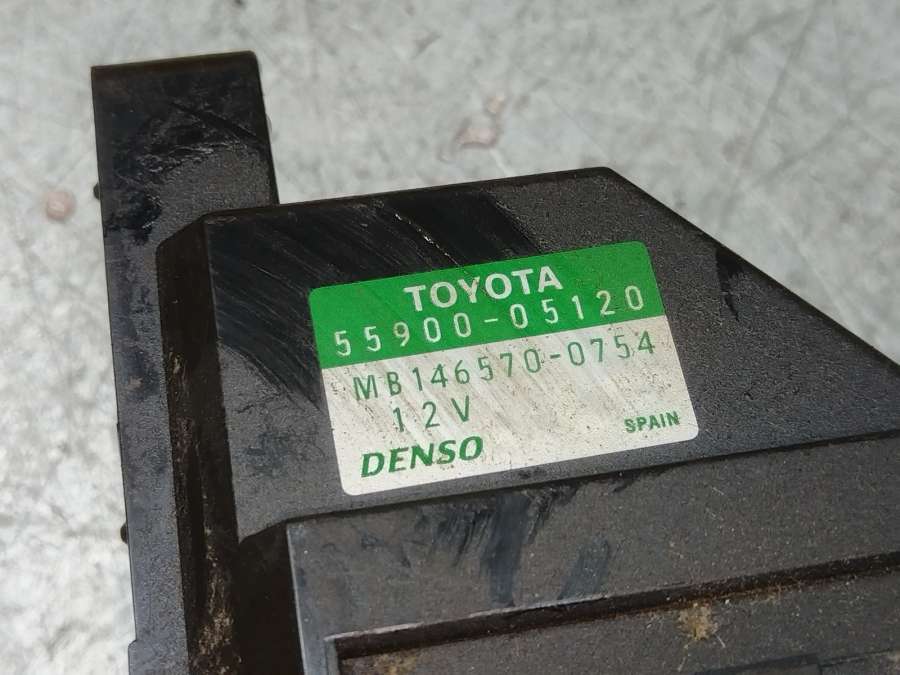 TOYOTA
55900-05120
MB146570-0754
12V
SPAIN
DENSO